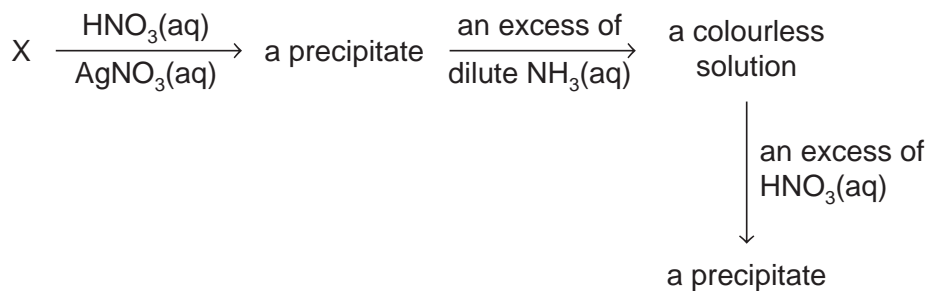 X
HNO₃(aq)
AgNO₃(aq)
a precipitate
an excess of
dilute NH₃(aq)
a colourless
solution
an excess of
HNO₃(aq)
a precipitate